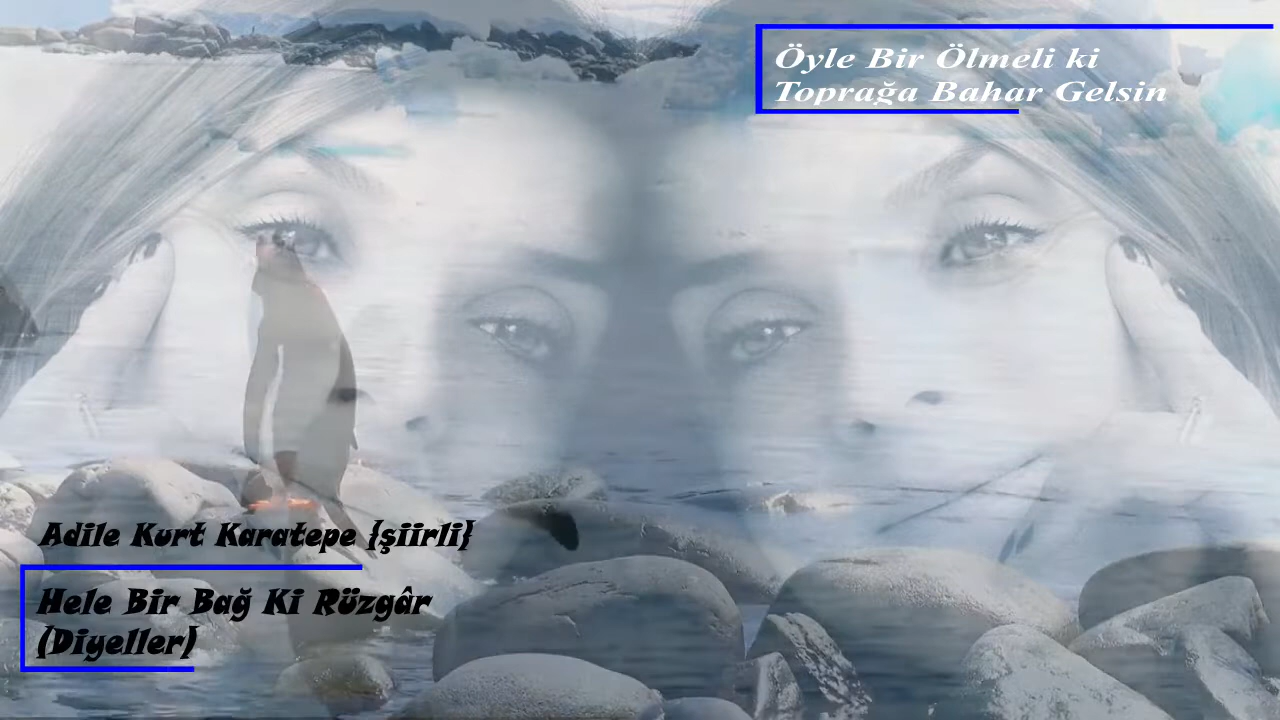 Öyle Bir Ölmeli ki
Toprağa Bahar Gelsin
Adile Kurt Karatepe {şiirli}
Hele Bir Bağ Ki Rüzgâr
(Diyeller)